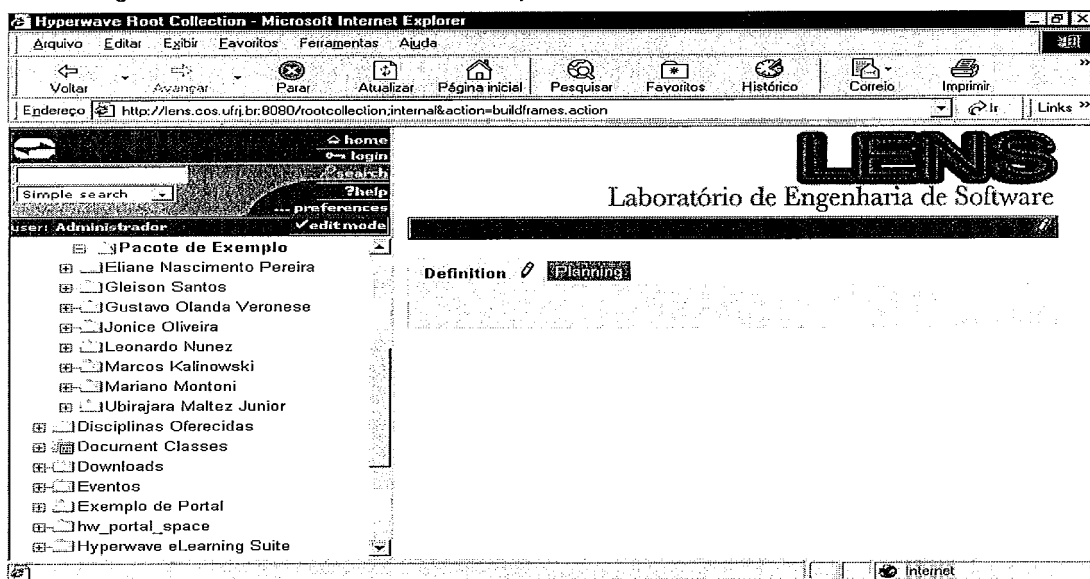 Hyperwave Root Collection - Microsoft Internet Explorer
Arquivo Editar Exibir Favoritos Ferramentas Ajuda
Voltar Avançar Parar Atualizar Página inicial Pesquisar Favoritos Histórico Correio Imprimir »
Endereço http://lens.cos.ufrj.br:8080/rootcollection;internal&action=buildframes.action Ir Links »
home
login
search
Simple search ?help
... preferences
user: Administrador edit mode
LENS
Laboratório de Engenharia de Software
Pacote de Exemplo
Eliane Nascimento Pereira
Gleison Santos
Gustavo Olanda Veronese
Jonice Oliveira
Leonardo Nunez
Marcos Kalinowski
Mariano Montoni
Ubirajara Maltez Junior
Disciplinas Oferecidas
Document Classes
Downloads
Eventos
Exemplo de Portal
hw_portal_space
Hyperwave eLearning Suite
Definition Planning
Internet